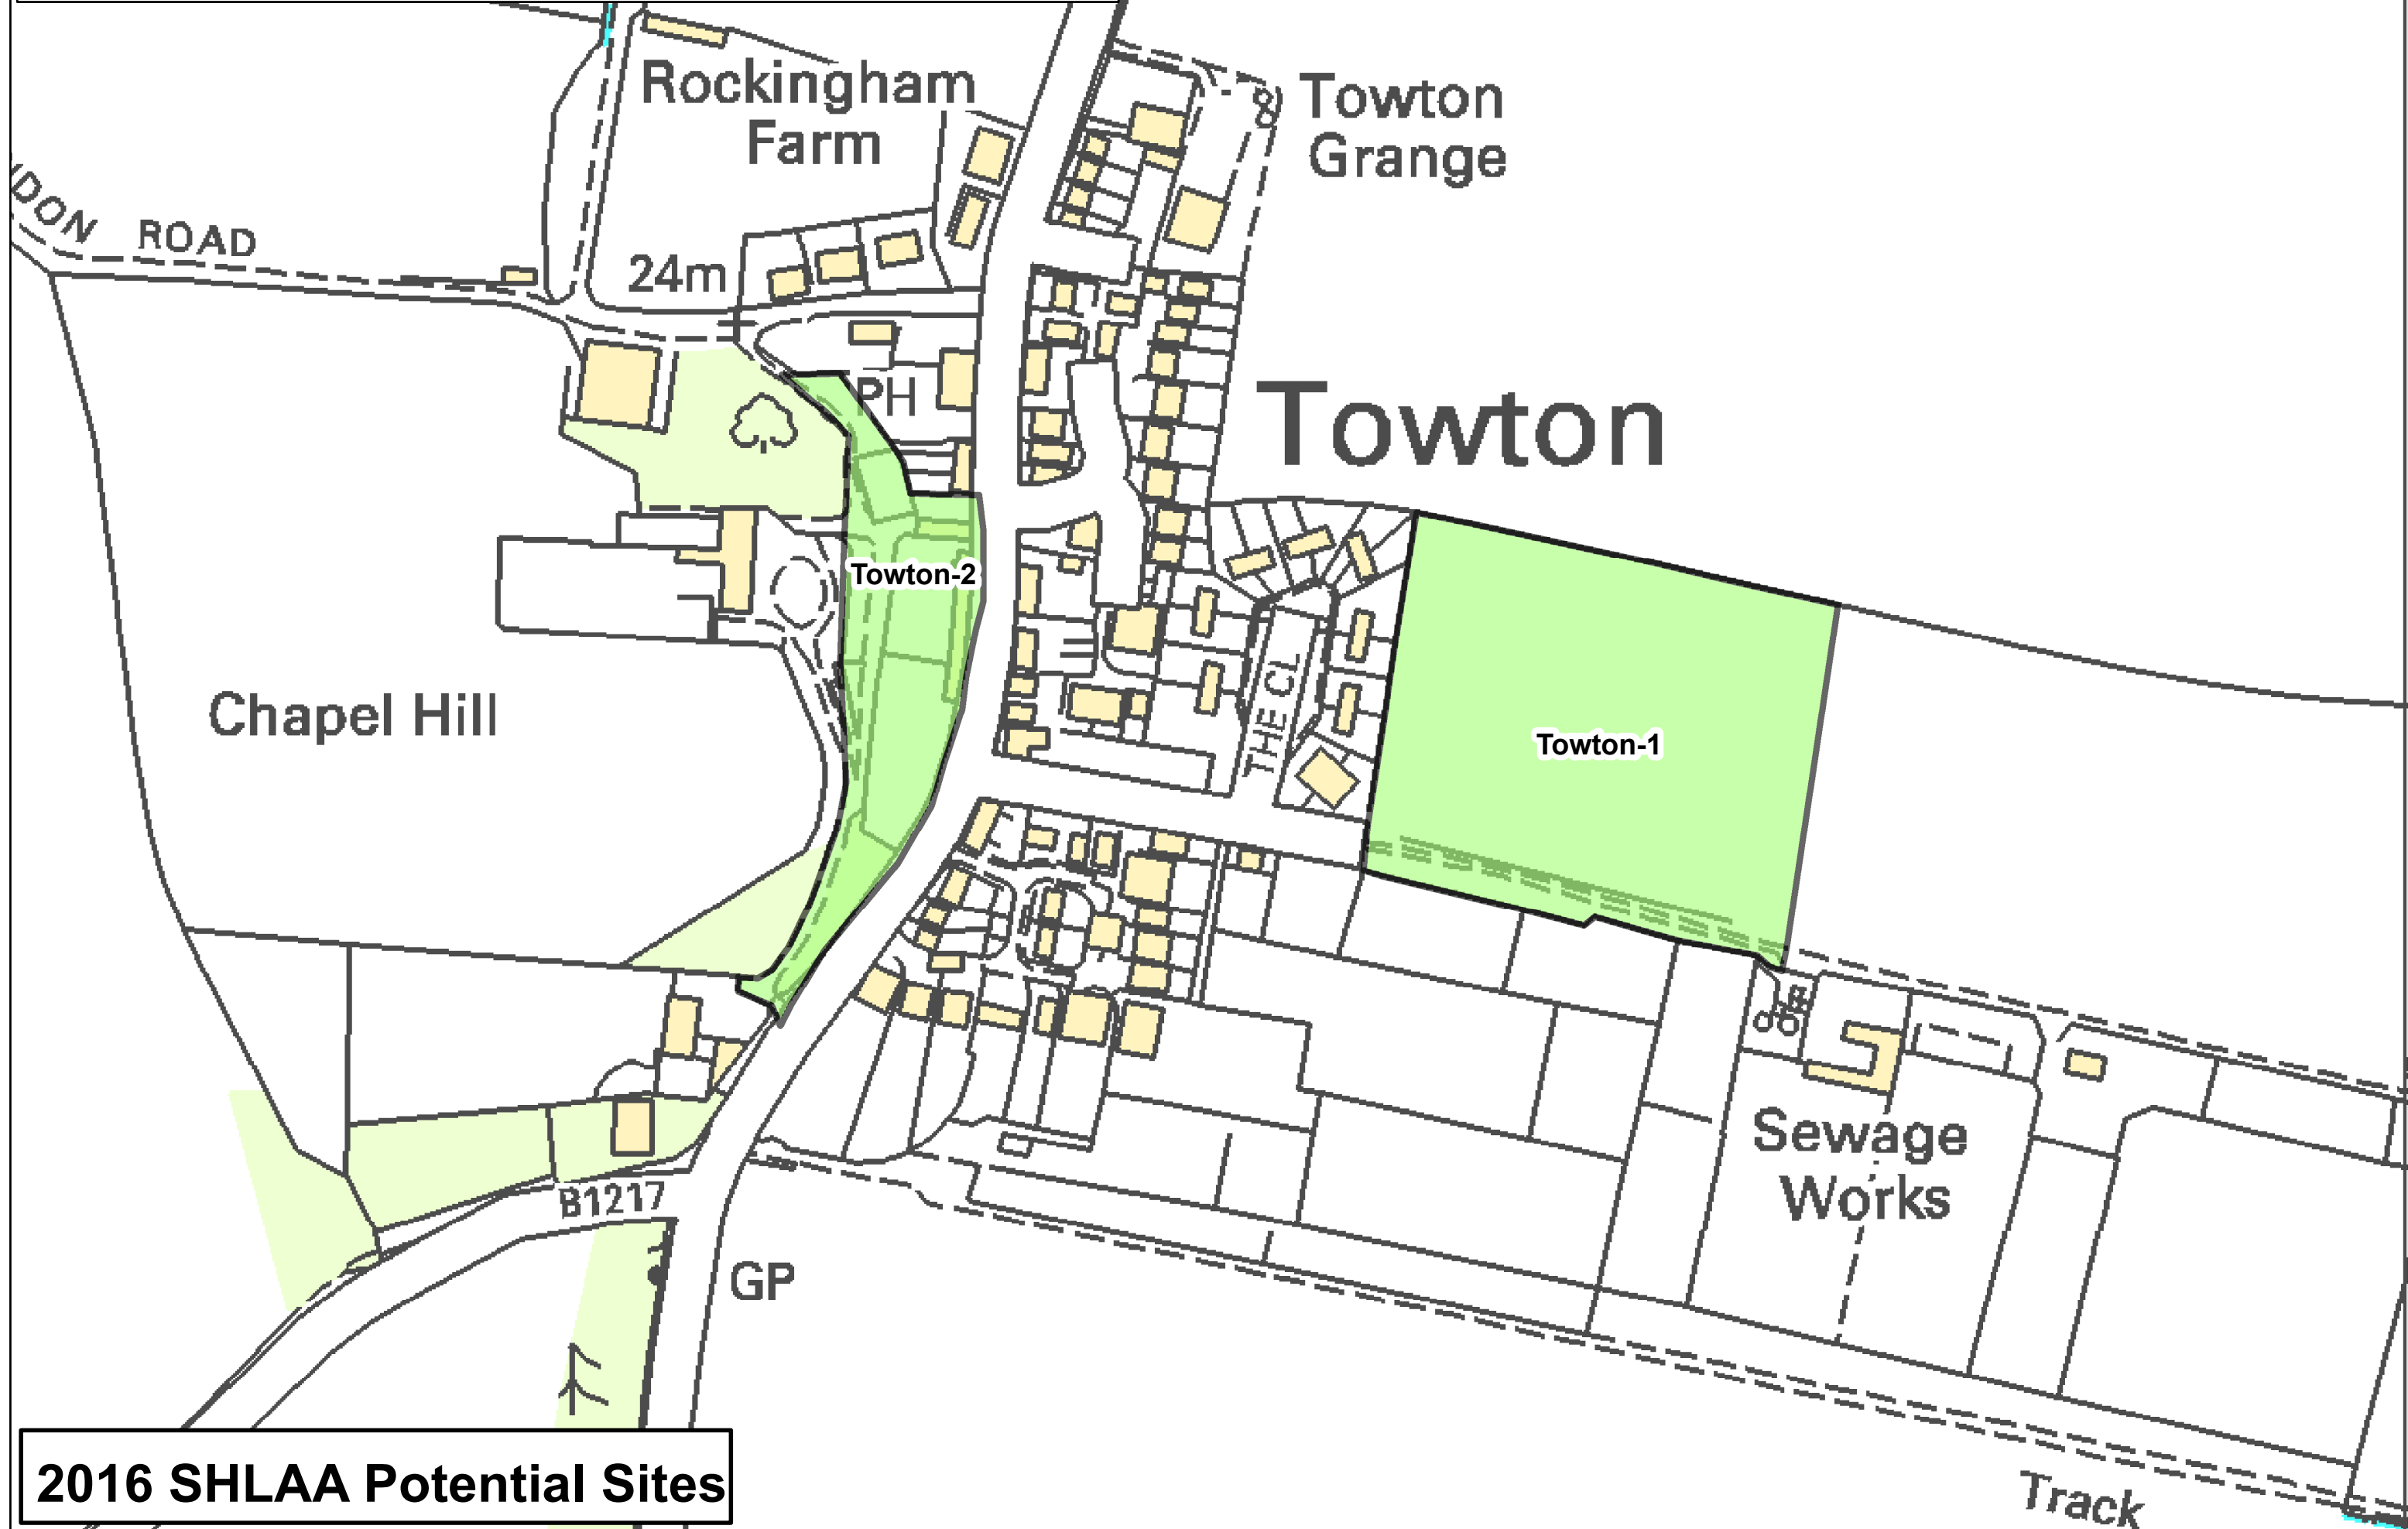 Rockingham
Farm
Towton
Grange
ROAD
24m
PH
Towton
Towton-2
THE CL
Chapel Hill
Towton-1
Sewage
Works
B1217
GP
2016 SHLAA Potential Sites
Track